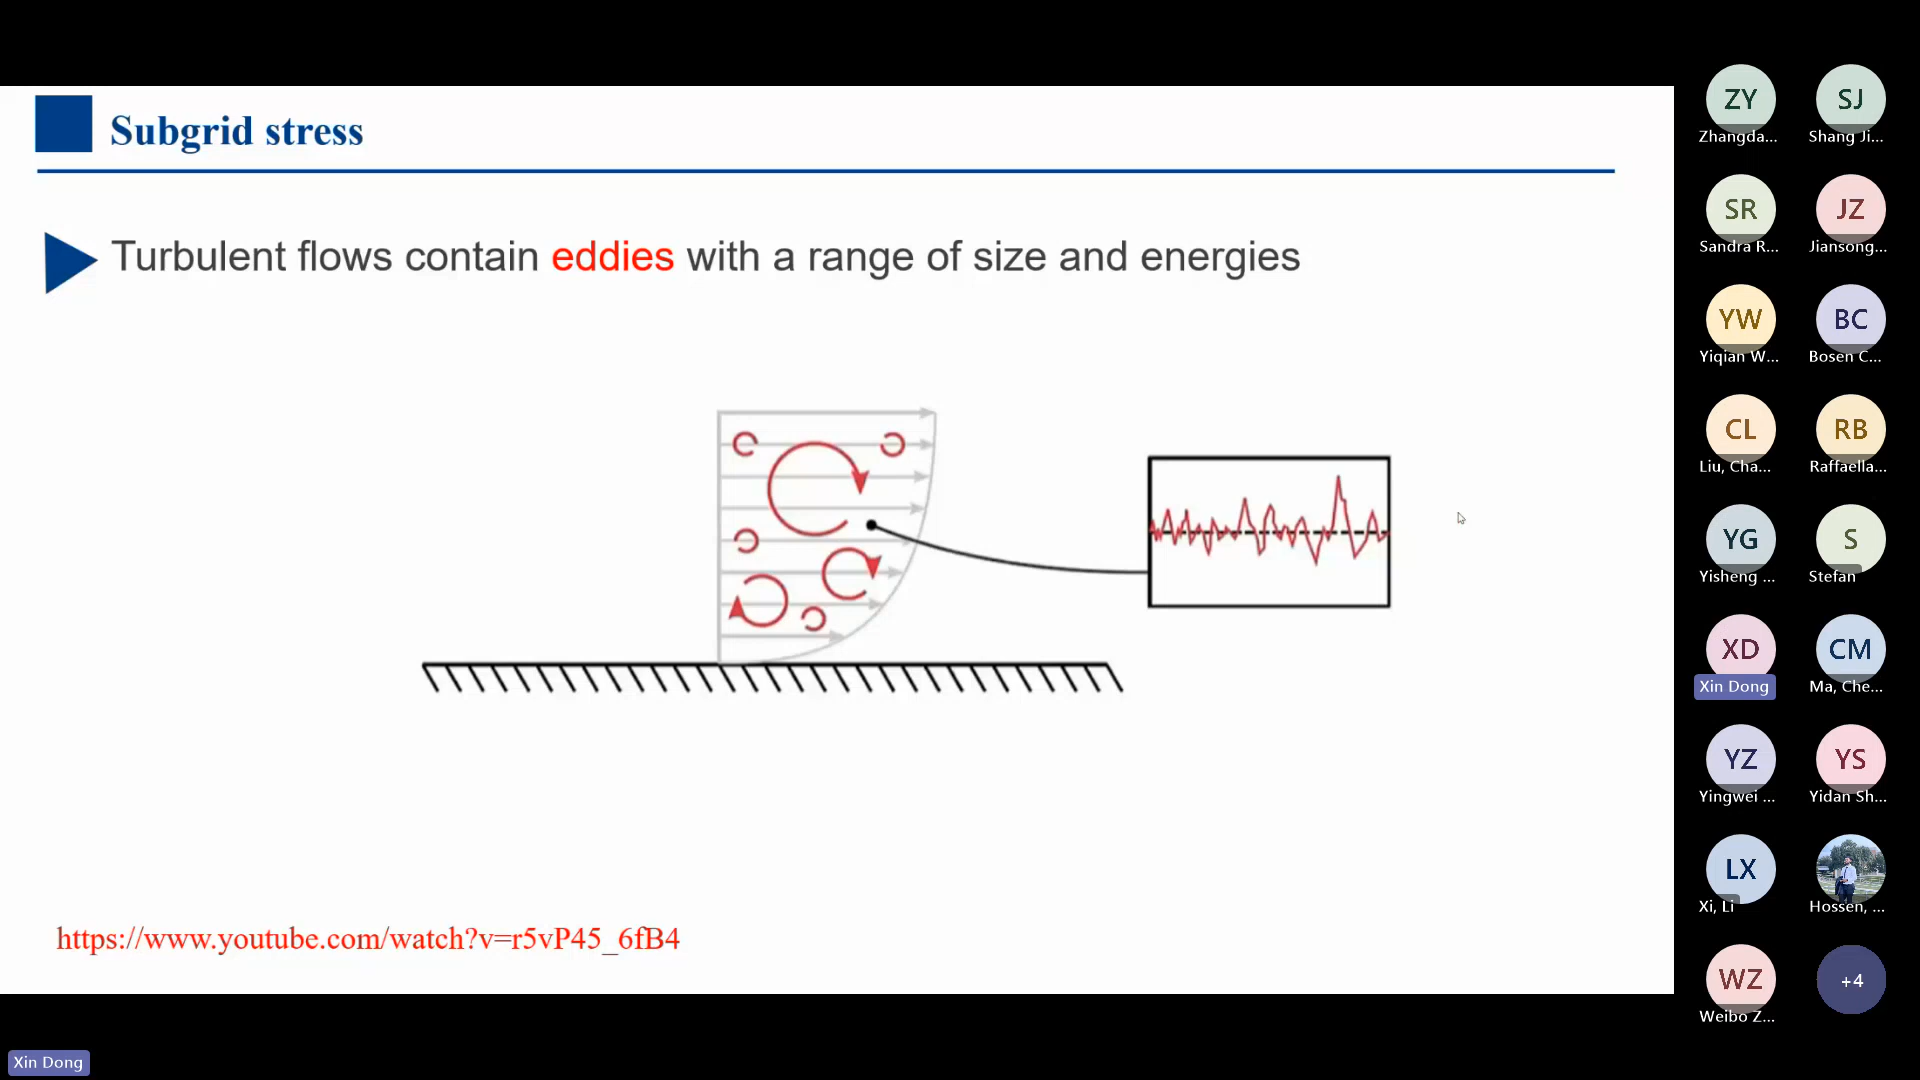 Subgrid stress
Turbulent flows contain eddies with a range of size and energies
https://www.youtube.com/watch?v=r5vP45_6fB4
ZY
Zhangda...
SJ
Shang Ji...
SR
Sandra R...
JZ
Jiansong...
YW
Yiqian W...
BC
Bosen C...
CL
Liu, Cha...
RB
Raffaella...
YG
Yisheng ...
S
Stefan
XD
Xin Dong
CM
Ma, Che...
YZ
Yingwei ...
YS
Yidan Sh...
LX
Xi, Li
Hossen, ...
WZ
Weibo Z...
+4
Xin Dong